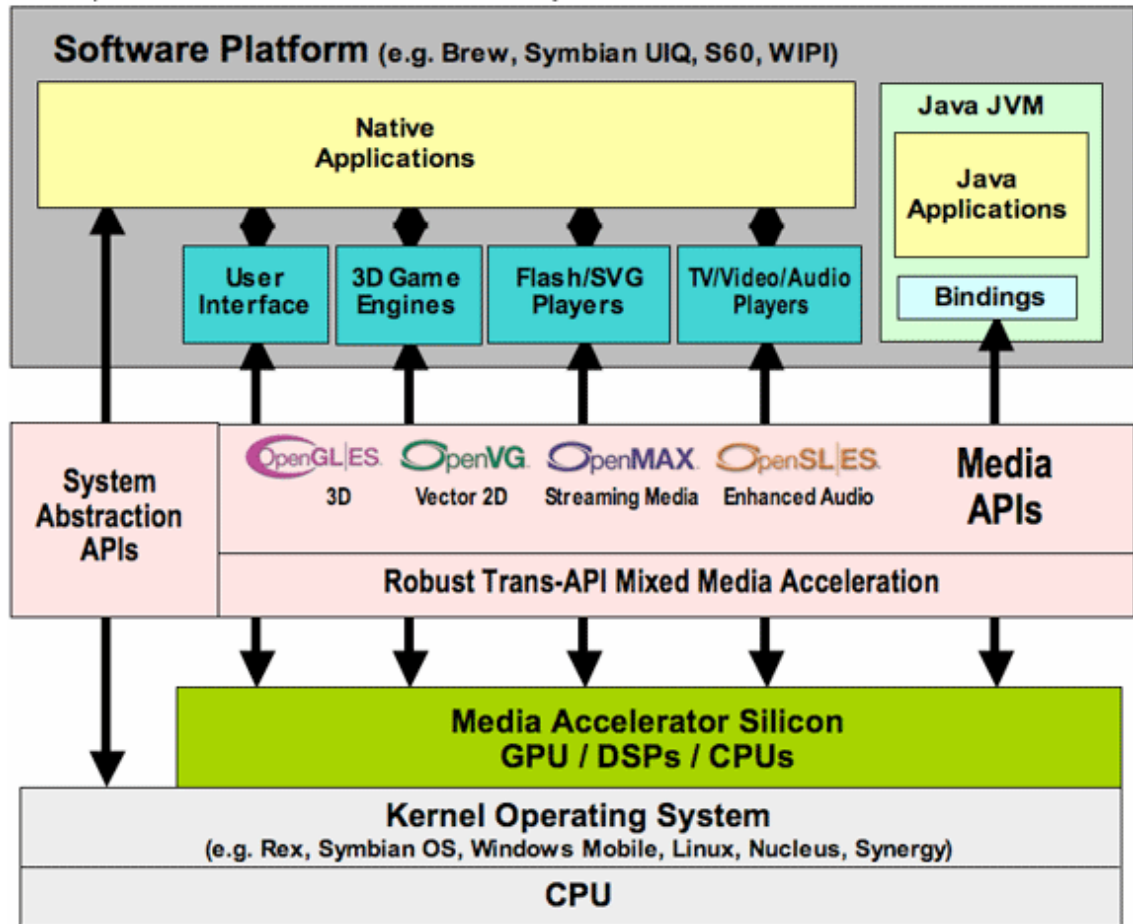 Software Platform (e.g. Brew, Symbian UIQ, S60, WIPI)
Native
Applications
Java JVM
Java
Applications
Bindings
User
Interface
3D Game
Engines
Flash/SVG
Players
TV/Video/Audio
Players
System
Abstraction
APIs
OpenGL|ES.
3D
OpenVG.
Vector 2D
OpenMAX.
Streaming Media
OpenSL|ES.
Enhanced Audio
Media
APIs
Robust Trans-API Mixed Media Acceleration
Media Accelerator Silicon
GPU / DSPs / CPUs
Kernel Operating System
(e.g. Rex, Symbian OS, Windows Mobile, Linux, Nucleus, Synergy)
CPU